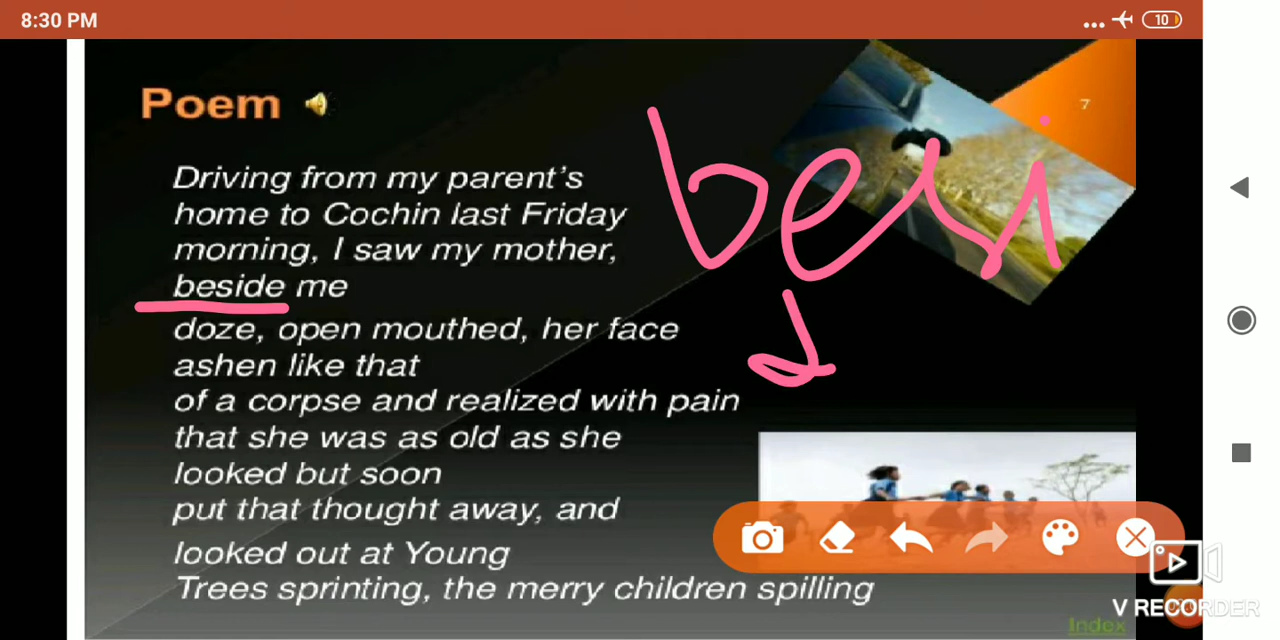 8:30 PM
10
Poem
7
Driving from my parent's
home to Cochin last Friday
morning, I saw my mother,
beside me
doze, open mouthed, her face
ashen like that
of a corpse and realized with pain
that she was as old as she
looked but soon
put that thought away, and
looked out at Young
Trees sprinting, the merry children spilling
besi
V RECORDER
Index